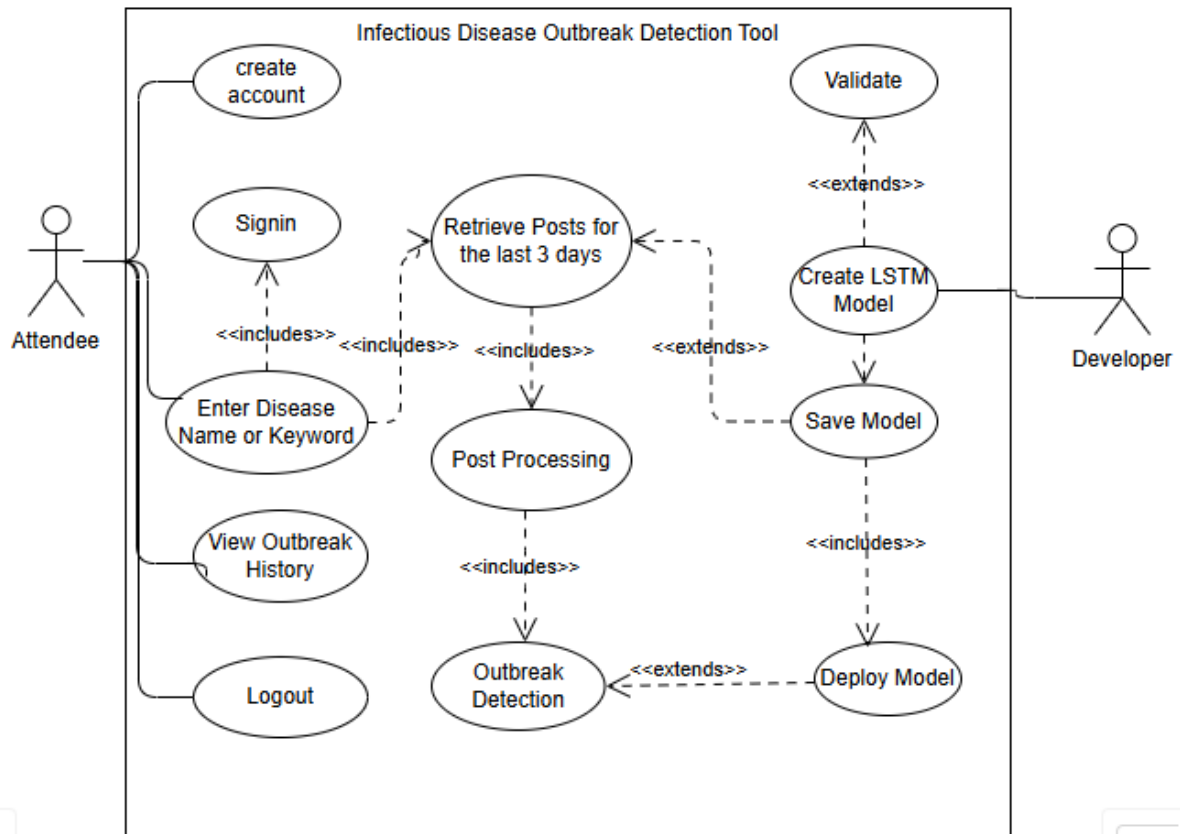 Infectious Disease Outbreak Detection Tool
create
account
Validate
<<extends>>
Signin
Retrieve Posts for
the last 3 days
Create LSTM
Model
Attendee
Developer
<<includes>>
<<includes>>
<<includes>>
<<extends>>
Enter Disease
Name or Keyword
Save Model
Post Processing
View Outbreak
History
<<includes>>
<<includes>>
Logout
Outbreak
Detection
<<extends>>
Deploy Model